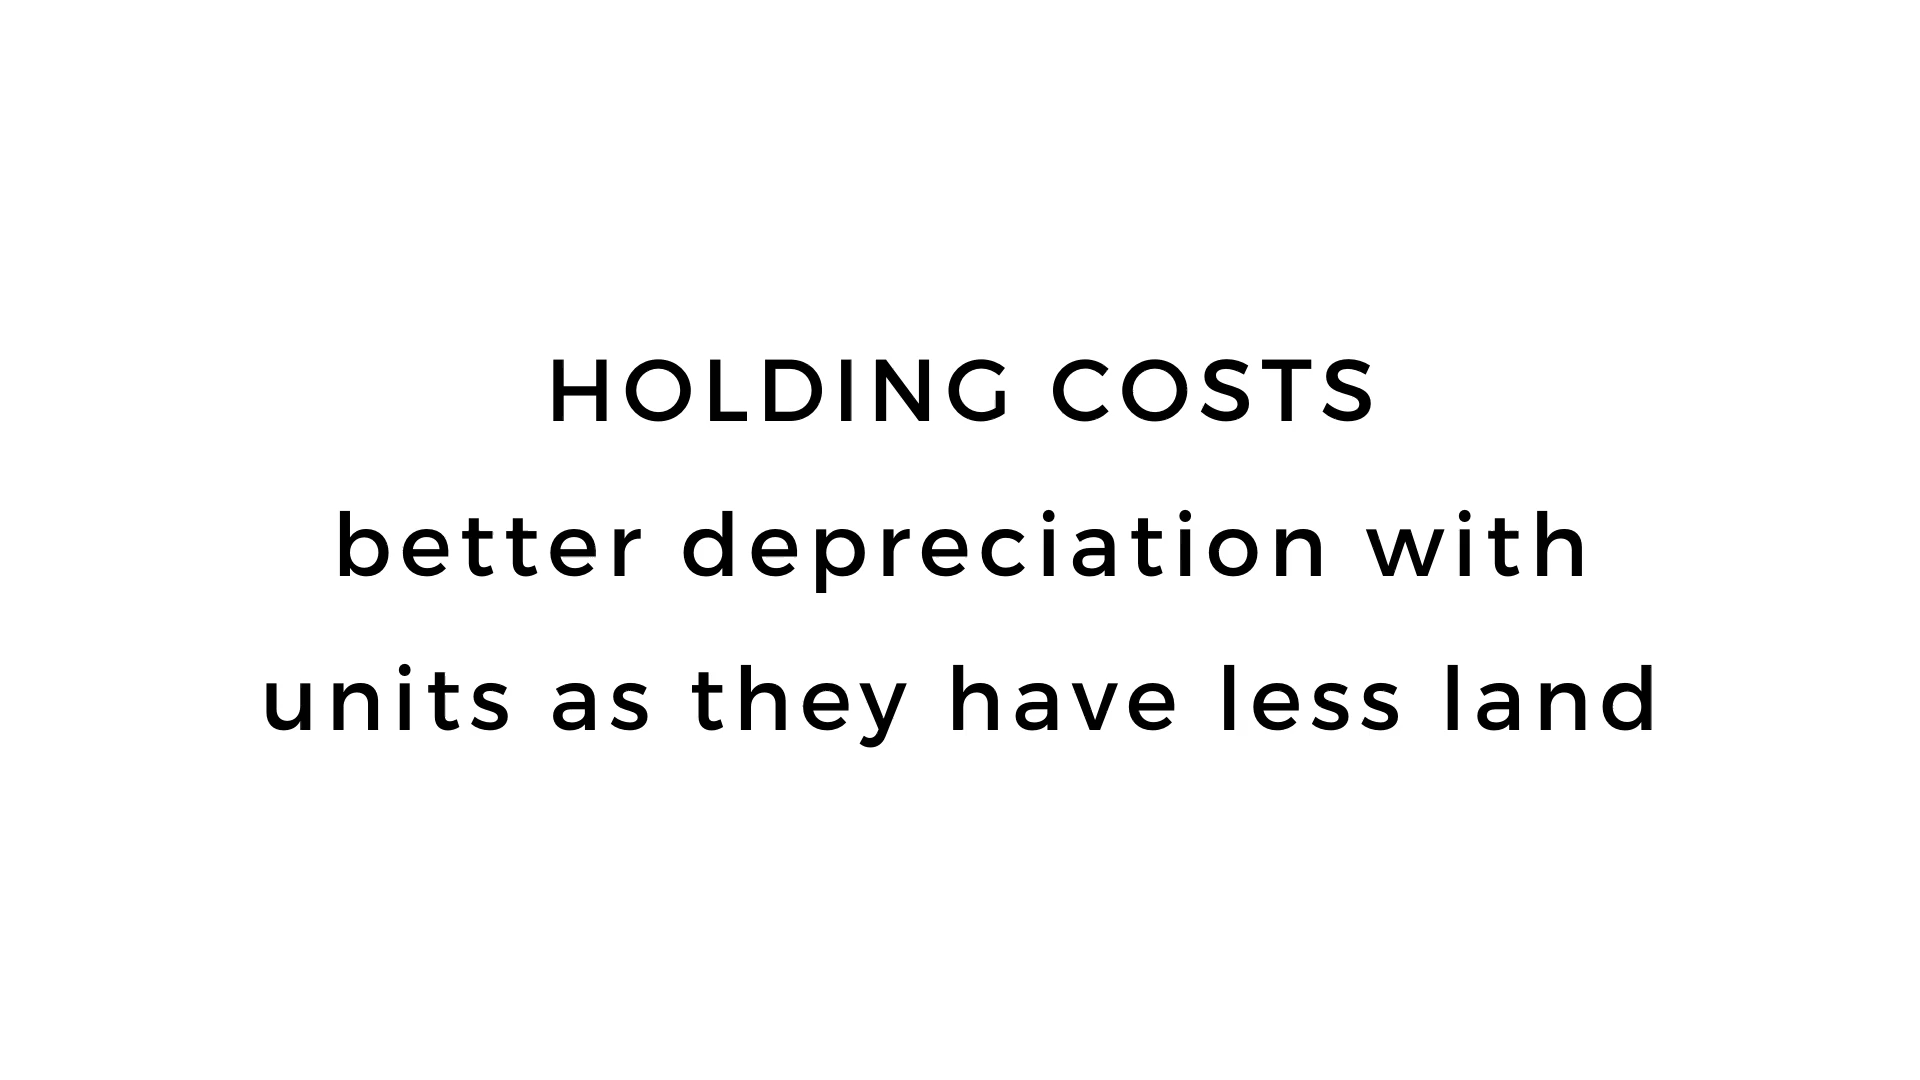 HOLDING COSTS
better depreciation with
units as they have less land